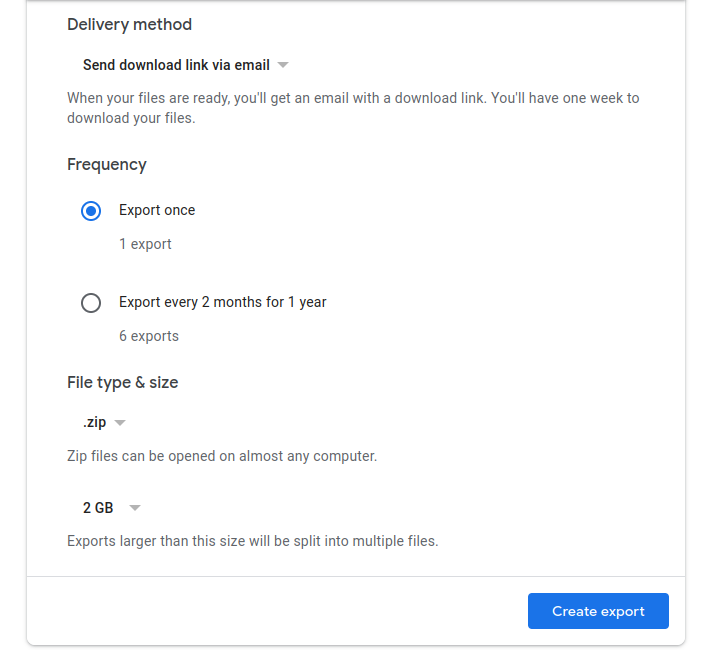 Delivery method
Send download link via email
When your files are ready, you'll get an email with a download link. You'll have one week to
download your files.
Frequency
Export once
1 export
Export every 2 months for 1 year
6 exports
File type & size
.zip
Zip files can be opened on almost any computer.
2 GB
Exports larger than this size will be split into multiple files.
Create export